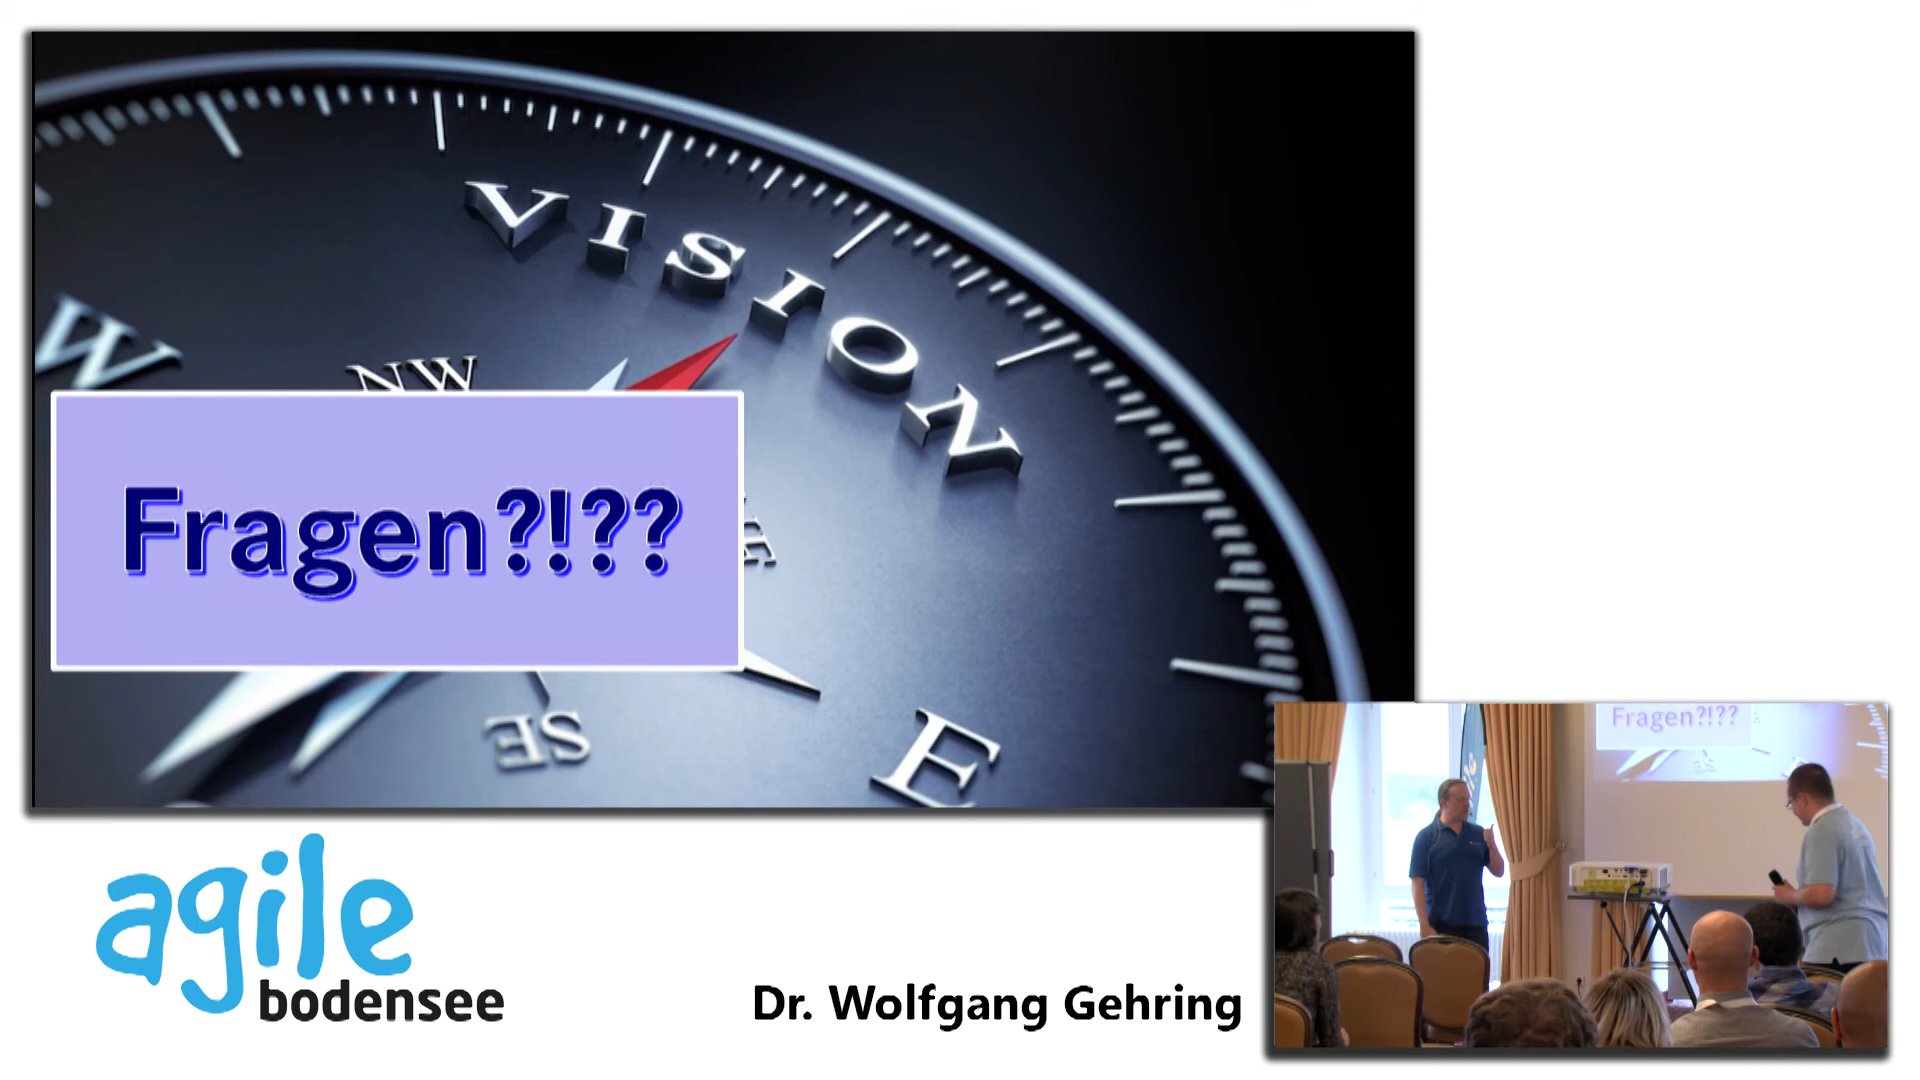 VISION
W
NW
Fragen?!??
E
SE
E
Fragen?!??
agile
bodensee
Dr. Wolfgang Gehring